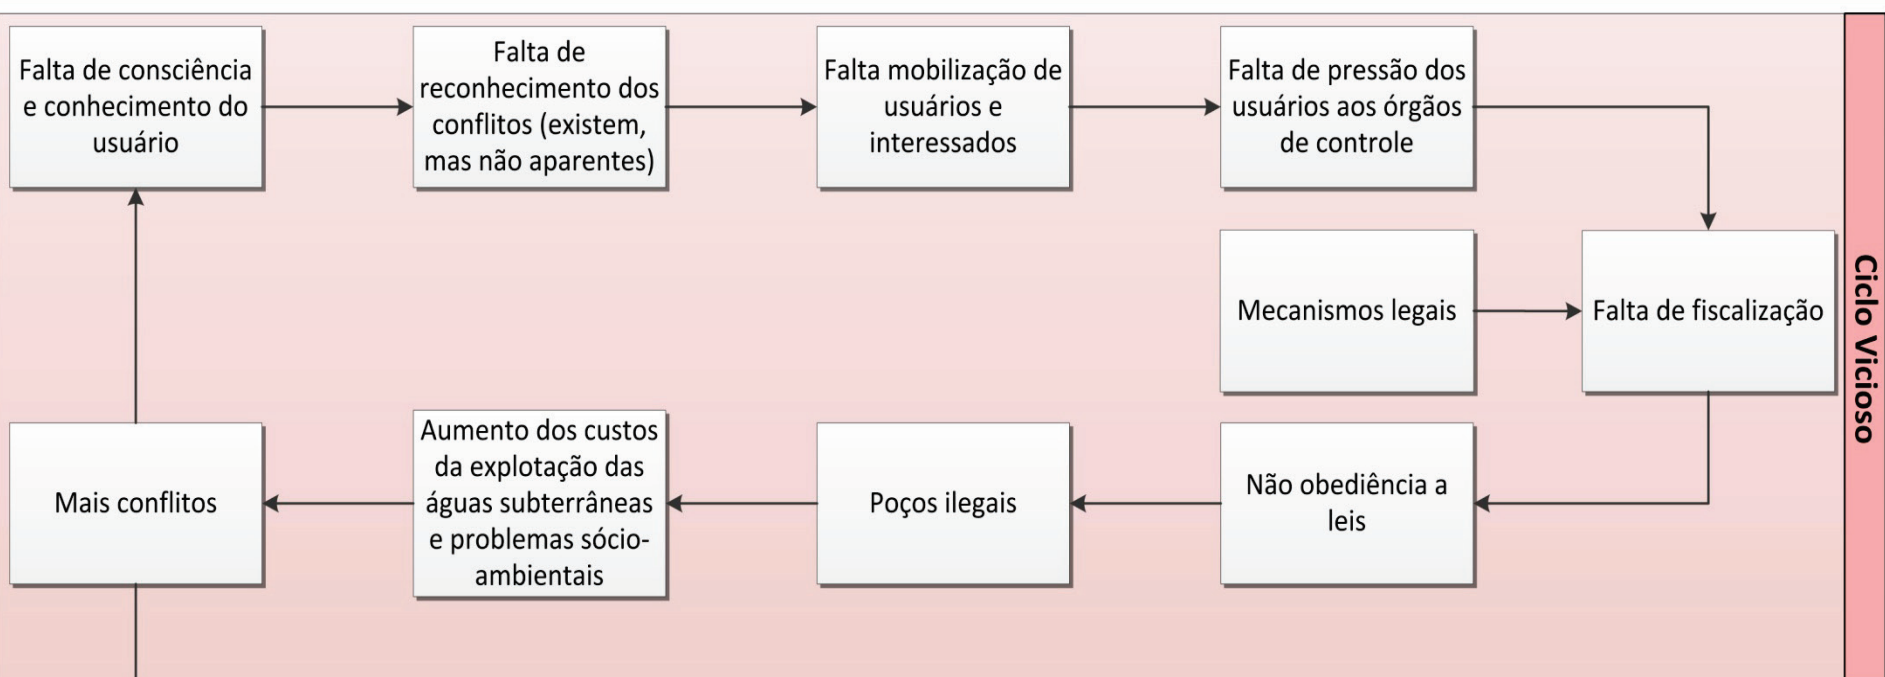 Falta de consciência
e conhecimento do
usuário
Falta de
reconhecimento dos
conflitos (existem,
mas não aparentes)
Falta mobilização de
usuários e
interessados
Falta de pressão dos
usuários aos órgãos
de controle
Mecanismos legais
Falta de fiscalização
Ciclo Vicioso
Mais conflitos
Aumento dos custos
da explotação das
águas subterrâneas
e problemas sócio-
ambientais
Poços ilegais
Não obediência a
leis